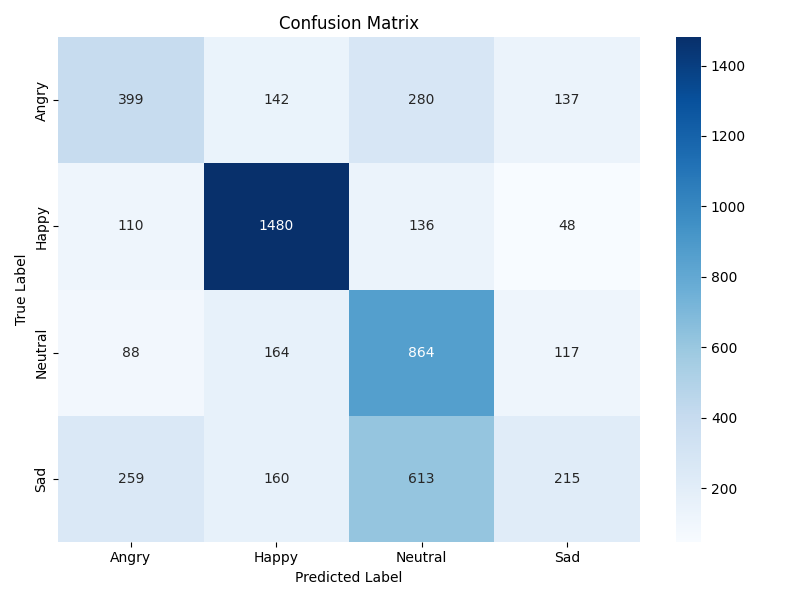 Confusion Matrix
True Label
Angry 399 142 280 137
Happy 110 1480 136 48
Neutral 88 164 864 117
Sad 259 160 613 215
Angry Happy Neutral Sad
Predicted Label
1400
1200
1000
800
600
400
200